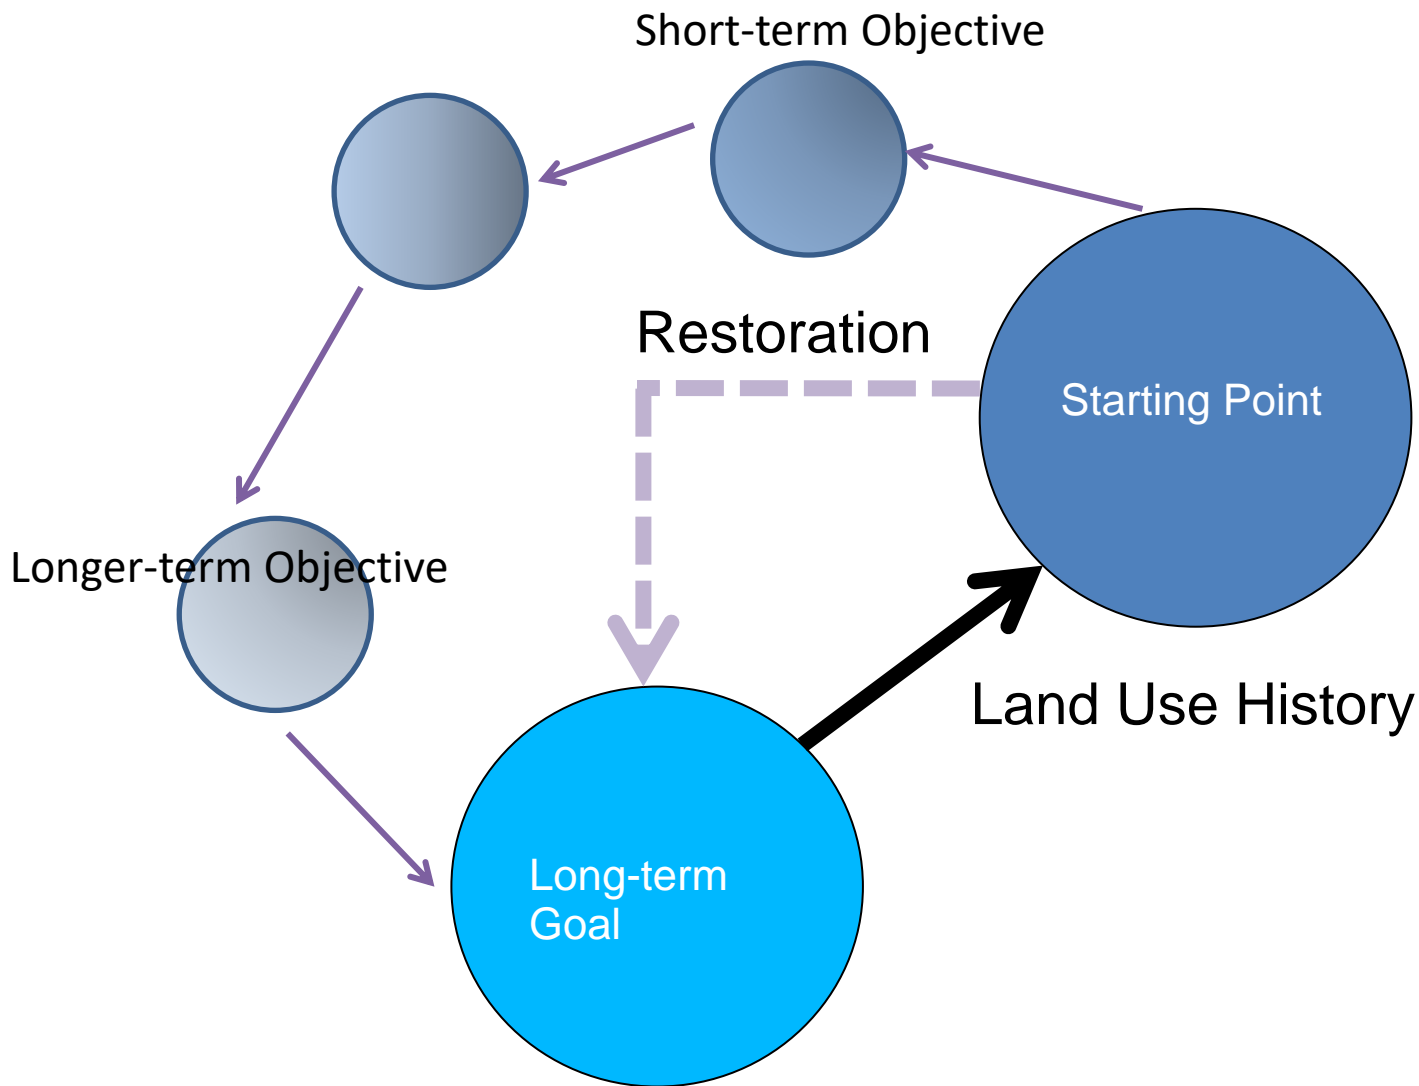 Short-term Objective
Restoration
Starting Point
Longer-term Objective
Land Use History
Long-term
Goal